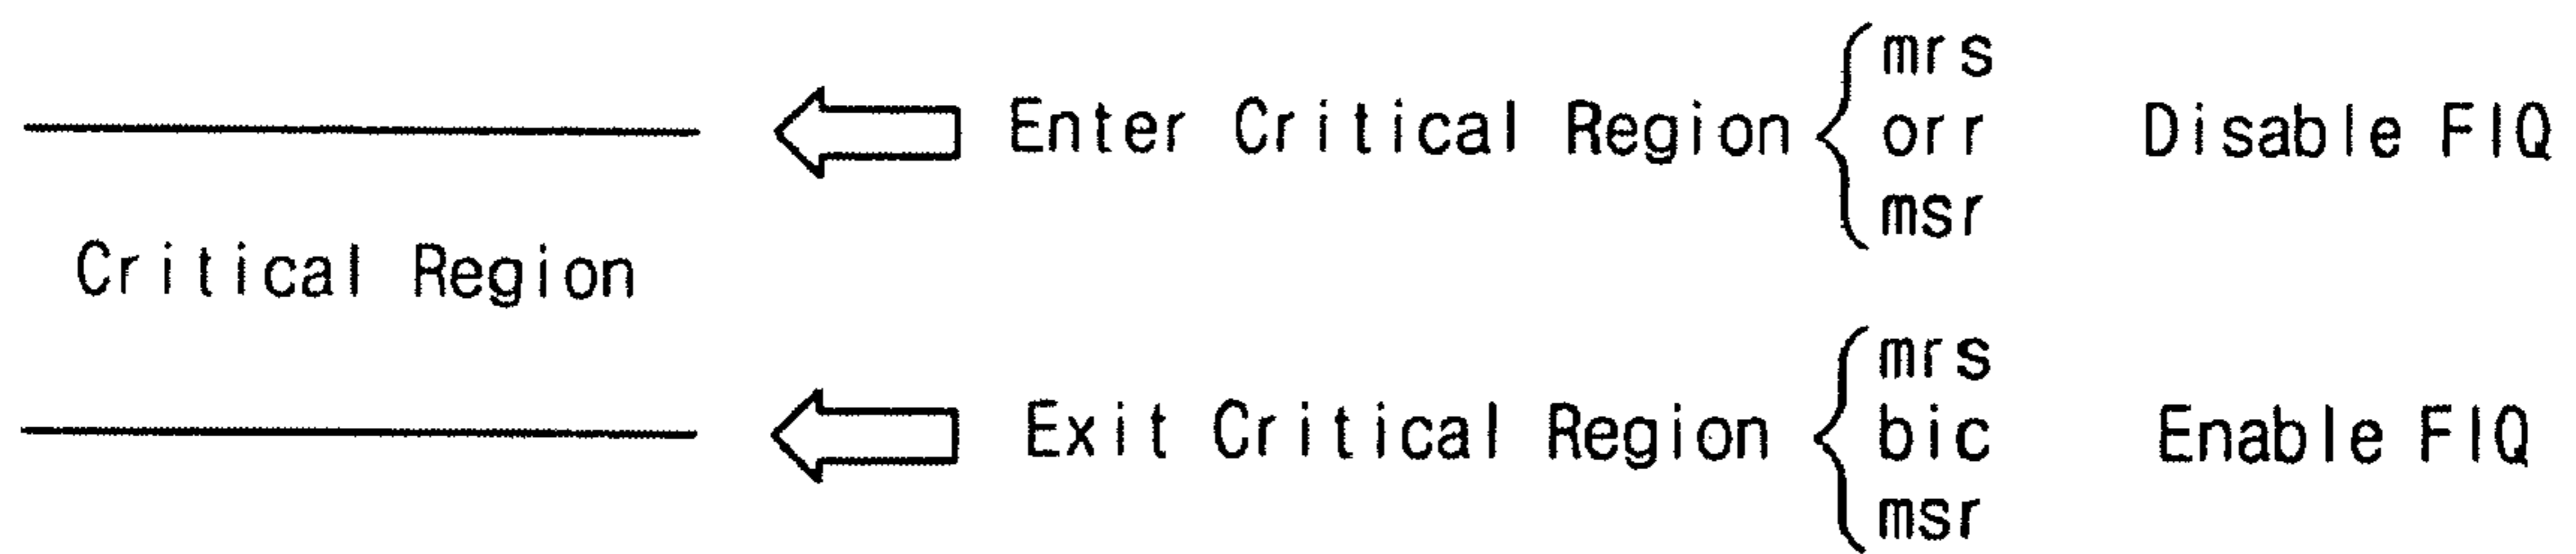 mrs
Enter Critical Region orr Disable FIQ
msr
Critical Region
mrs
Exit Critical Region bic Enable FIQ
msr